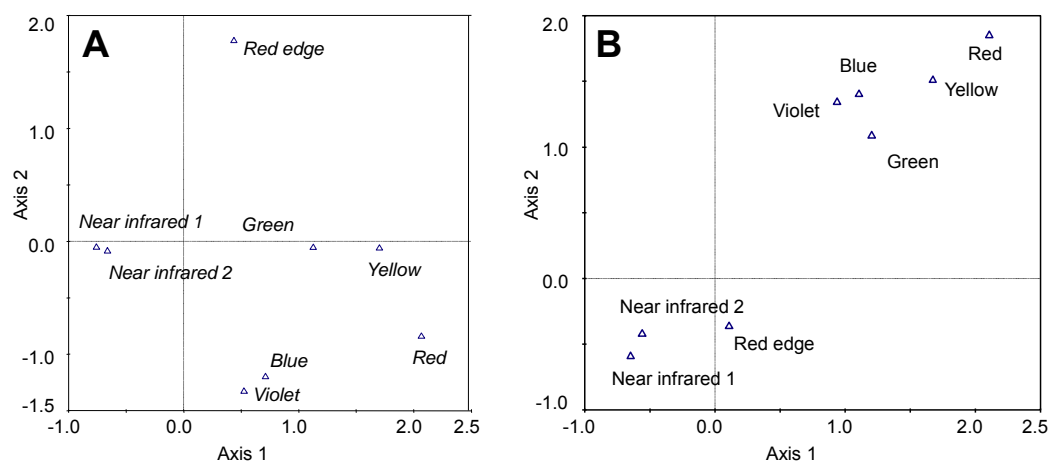 A
2.0
1.0
0.0
-1.0
-1.5
Axis 2
Red edge
Near infrared 1
Green
Near infrared 2
Yellow
Blue
Red
Violet
-1.0 0.0 1.0 2.0 2.5
Axis 1
B
2.0
1.0
0.0
-1.0
Axis 2
Red
Blue
Yellow
Violet
Green
Near infrared 2
Red edge
Near infrared 1
-1.0 0.0 1.0 2.0 2.5
Axis 1